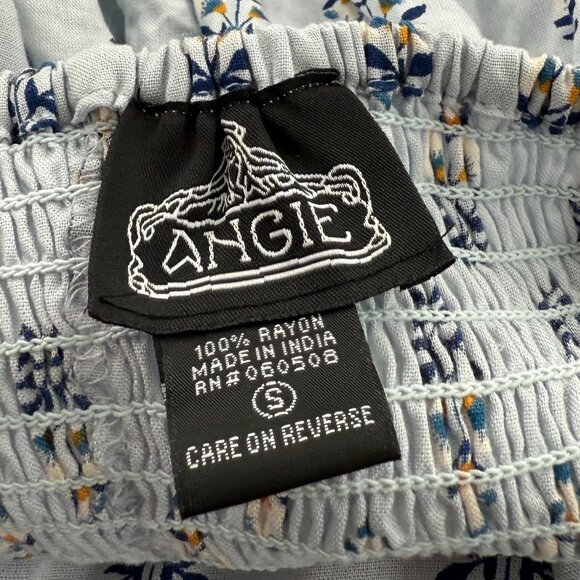 ANGIE
100% RAYON
MADE IN INDIA
RN# 060508
S
CARE ON REVERSE